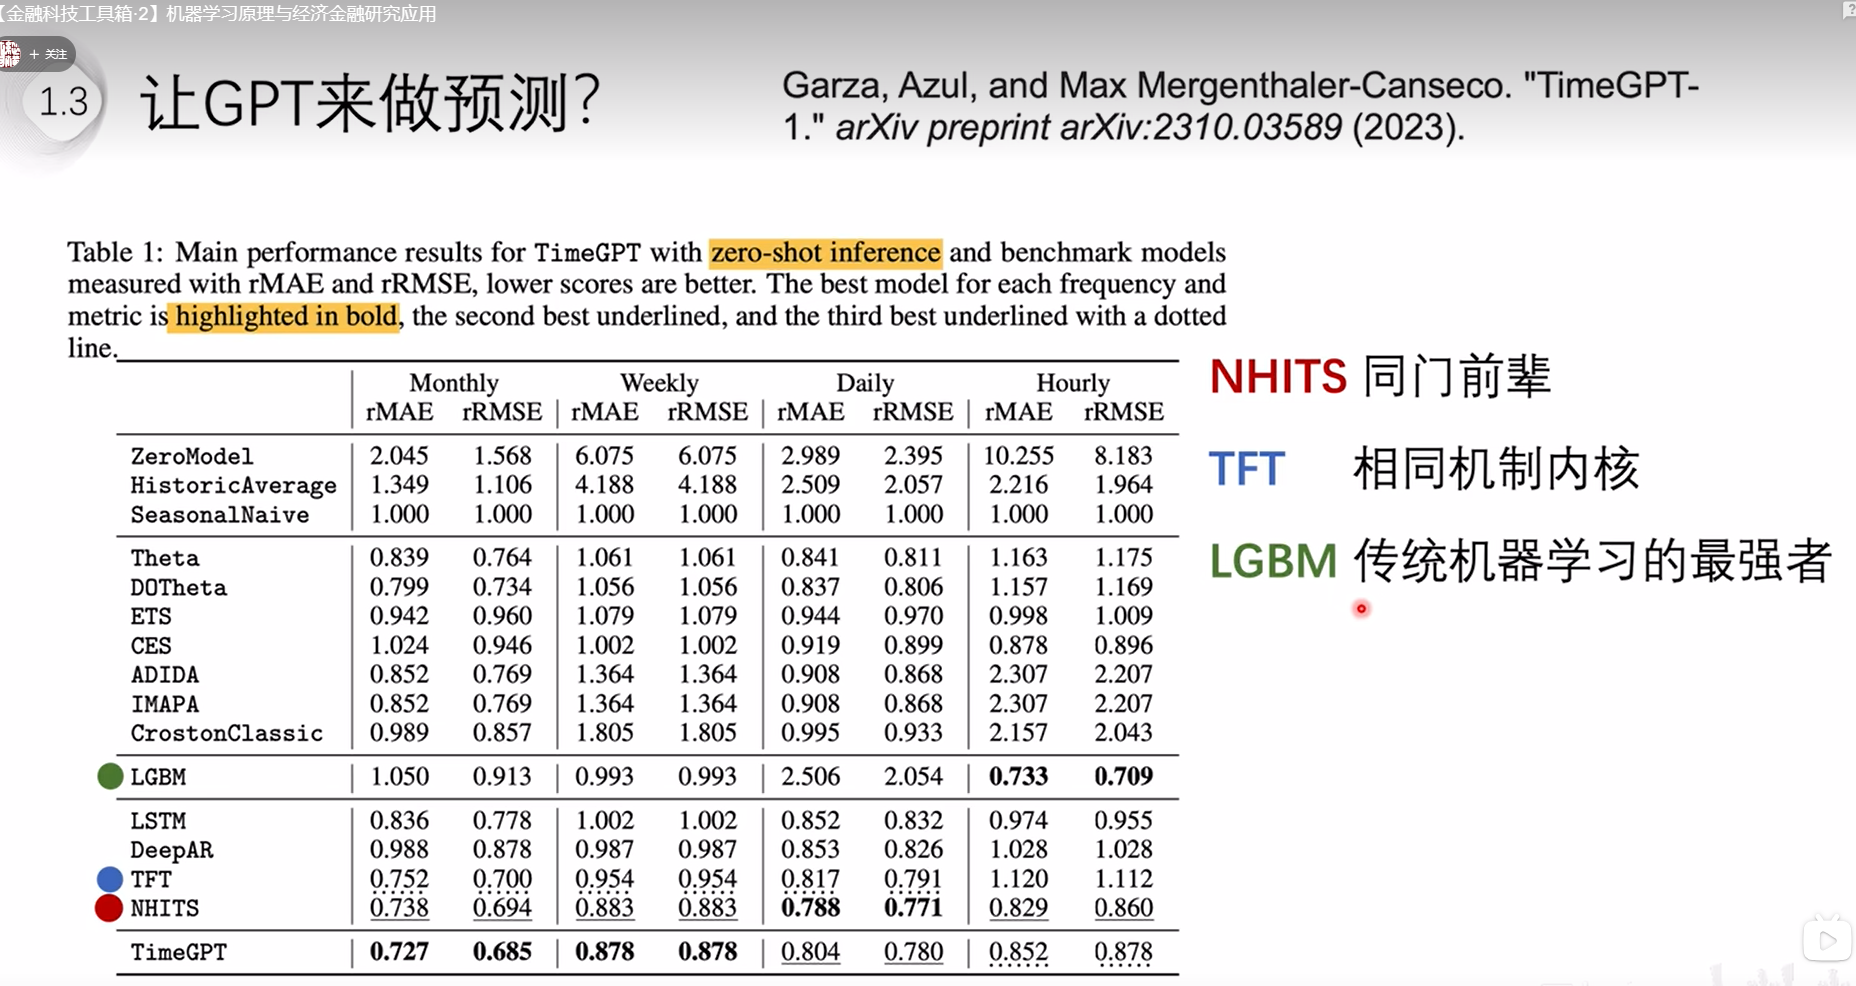 【金融科技工具箱·2】机器学习原理与经济金融研究应用
+ 关注
1.3 让GPT来做预测？
Garza, Azul, and Max Mergenthaler-Canseco. "TimeGPT-
1." arXiv preprint arXiv:2310.03589 (2023).
Table 1: Main performance results for TimeGPT with zero-shot inference and benchmark models
measured with rMAE and rRMSE, lower scores are better. The best model for each frequency and
metric is highlighted in bold, the second best underlined, and the third best underlined with a dotted
line.
Monthly Weekly Daily Hourly
rMAE rRMSE rMAE rRMSE rMAE rRMSE rMAE rRMSE
ZeroModel 2.045 1.568 6.075 6.075 2.989 2.395 10.255 8.183
HistoricAverage 1.349 1.106 4.188 4.188 2.509 2.057 2.216 1.964
SeasonalNaive 1.000 1.000 1.000 1.000 1.000 1.000 1.000 1.000
Theta 0.839 0.764 1.061 1.061 0.841 0.811 1.163 1.175
DOTheta 0.799 0.734 1.056 1.056 0.837 0.806 1.157 1.169
ETS 0.942 0.960 1.079 1.079 0.944 0.970 0.998 1.009
CES 1.024 0.946 1.002 1.002 0.919 0.899 0.878 0.896
ADIDA 0.852 0.769 1.364 1.364 0.908 0.868 2.307 2.207
IMAPA 0.852 0.769 1.364 1.364 0.908 0.868 2.307 2.207
CrostonClassic 0.989 0.857 1.805 1.805 0.995 0.933 2.157 2.043
LGBM 1.050 0.913 0.993 0.993 2.506 2.054 0.733 0.709
LSTM 0.836 0.778 1.002 1.002 0.852 0.832 0.974 0.955
DeepAR 0.988 0.878 0.987 0.987 0.853 0.826 1.028 1.028
TFT 0.752 0.700 0.954 0.954 0.817 0.791 1.120 1.112
NHITS 0.738 0.694 0.883 0.883 0.788 0.771 0.829 0.860
TimeGPT 0.727 0.685 0.878 0.878 0.804 0.780 0.852 0.878
NHITS 同门前辈
TFT 相同机制内核
LGBM 传统机器学习的最强者